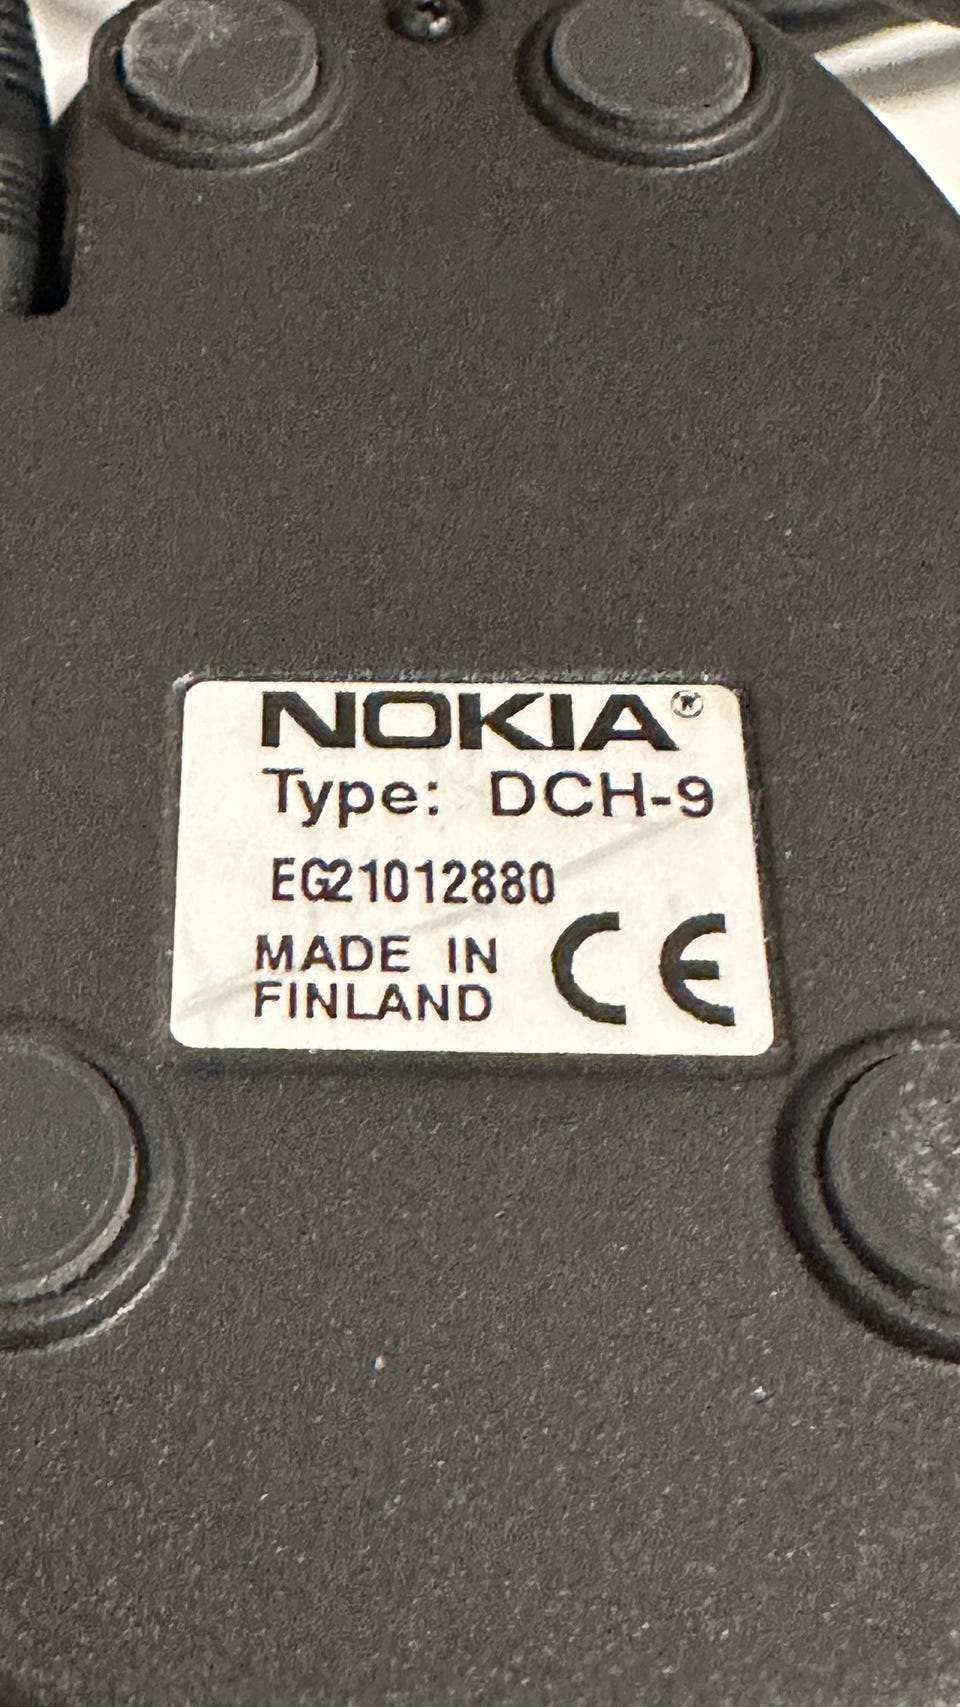 NOKIA®
Type: DCH-9
EG21012880
MADE IN
FINLAND
CE